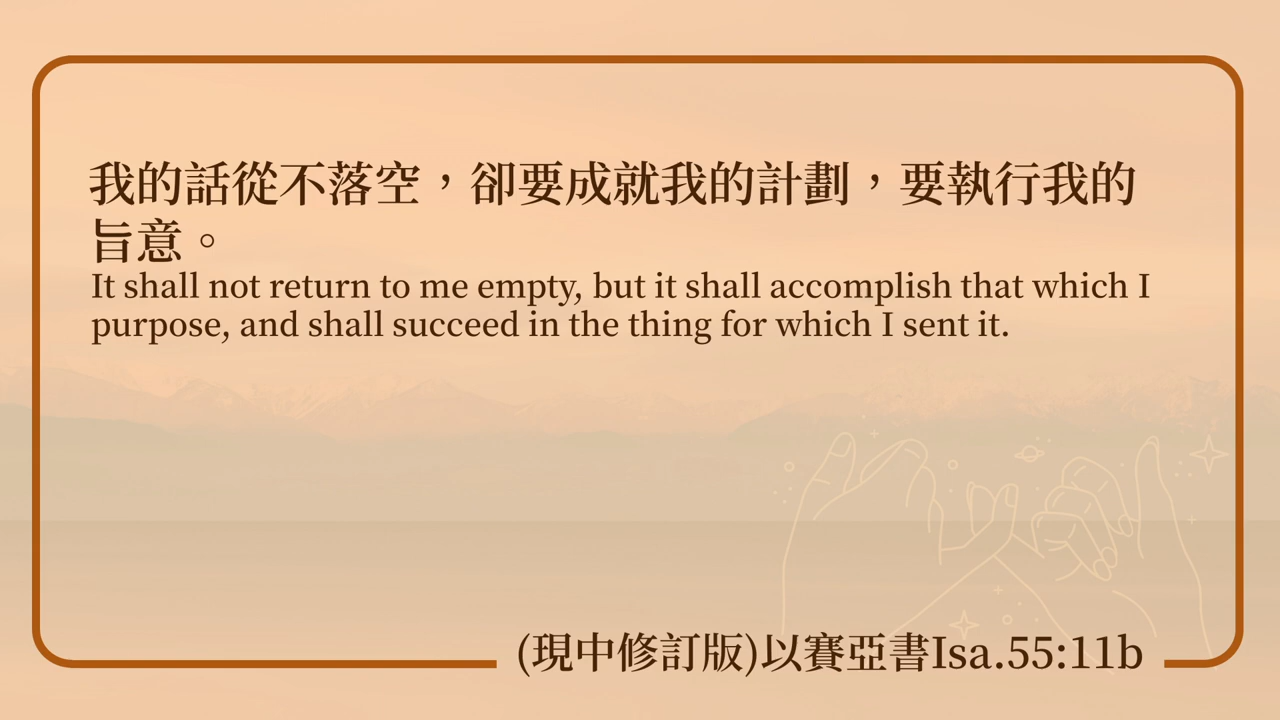 我的話從不落空，卻要成就我的計劃，要執行我的
旨意。
It shall not return to me empty, but it shall accomplish that which I
purpose, and shall succeed in the thing for which I sent it.
(現中修訂版)以賽亞書Isa.55:11b